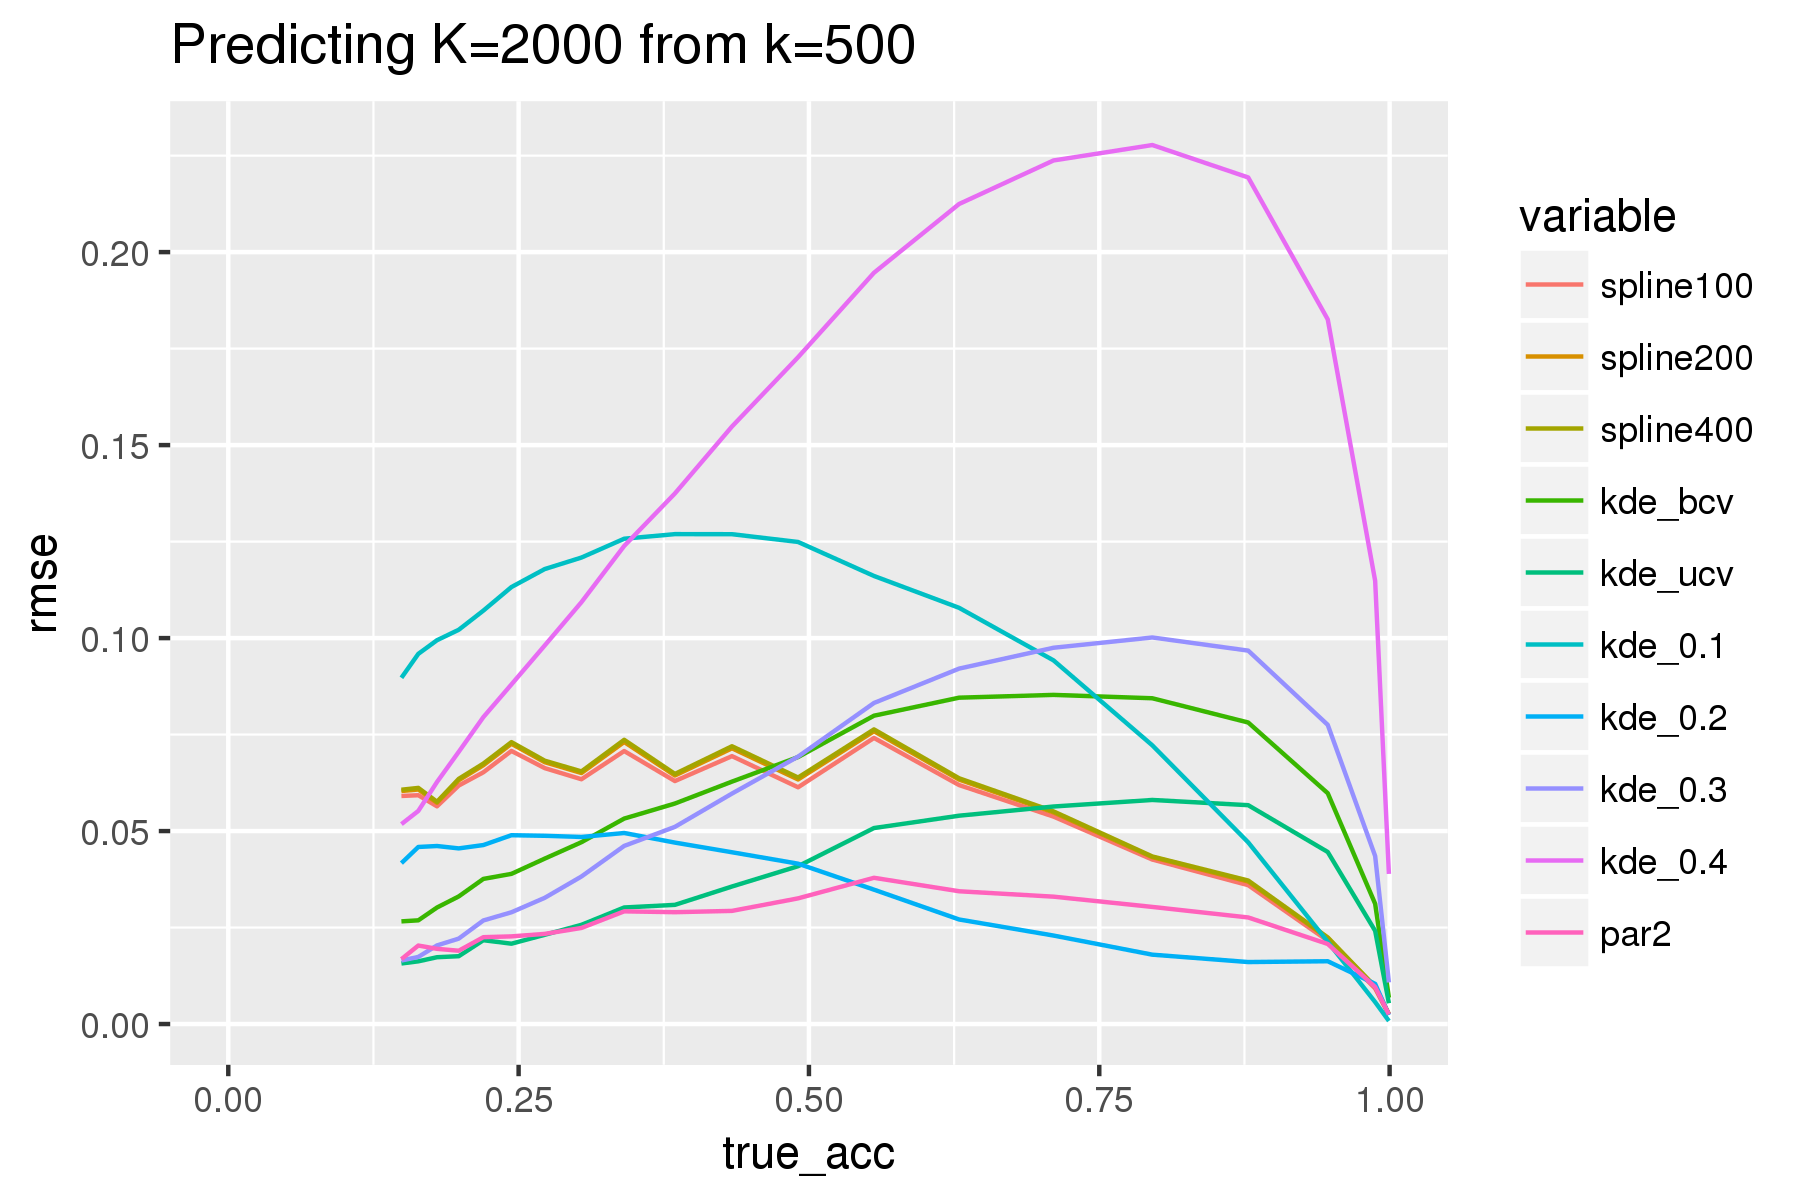 Predicting K=2000 from k=500
rmse
0.20
0.15
0.10
0.05
0.00
0.00 0.25 0.50 0.75 1.00
true_acc
variable
spline100
spline200
spline400
kde_bcv
kde_ucv
kde_0.1
kde_0.2
kde_0.3
kde_0.4
par2